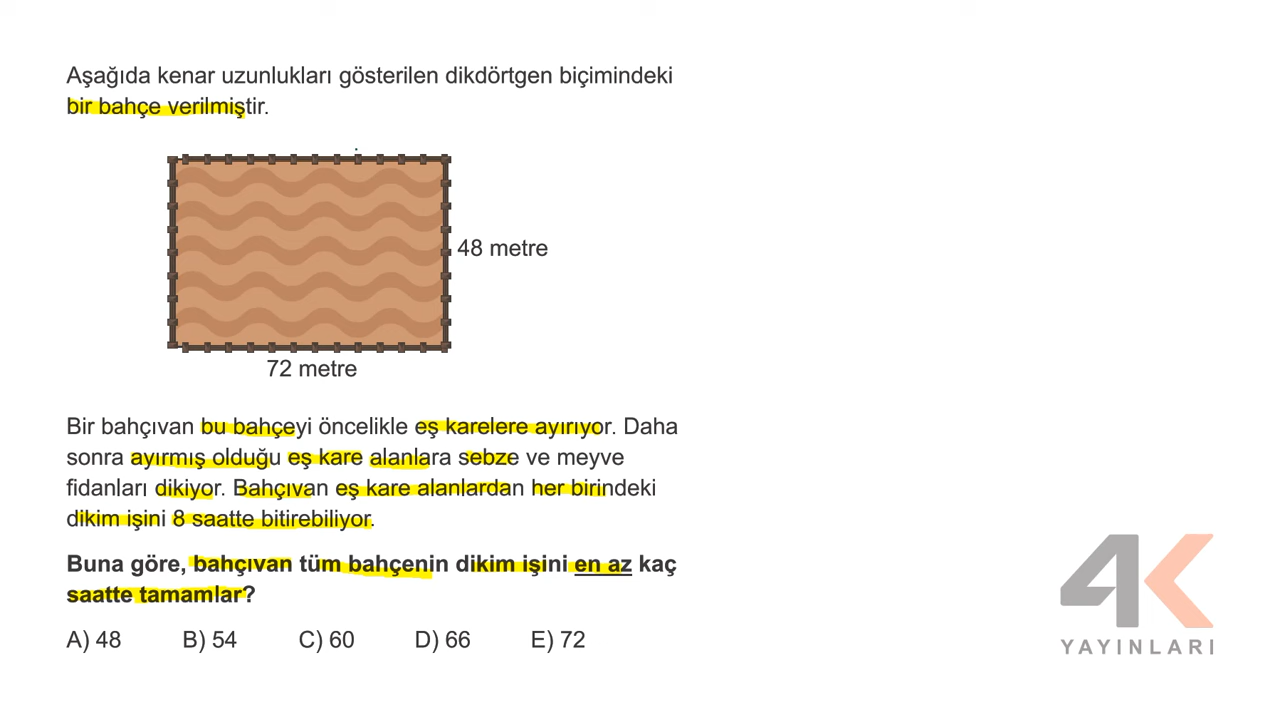 Aşağıda kenar uzunlukları gösterilen dikdörtgen biçimindeki
bir bahçe verilmiştir.
48 metre
72 metre
Bir bahçıvan bu bahçeyi öncelikle eş karelere ayırıyor. Daha
sonra ayırmış olduğu eş kare alanlara sebze ve meyve
fidanları dikiyor. Bahçıvan eş kare alanlardan her birindeki
dikim işini 8 saatte bitirebiliyor.
Buna göre, bahçıvan tüm bahçenin dikim işini en az kaç
saatte tamamlar?
A) 48 B) 54 C) 60 D) 66 E) 72
4K
YAYINLARI